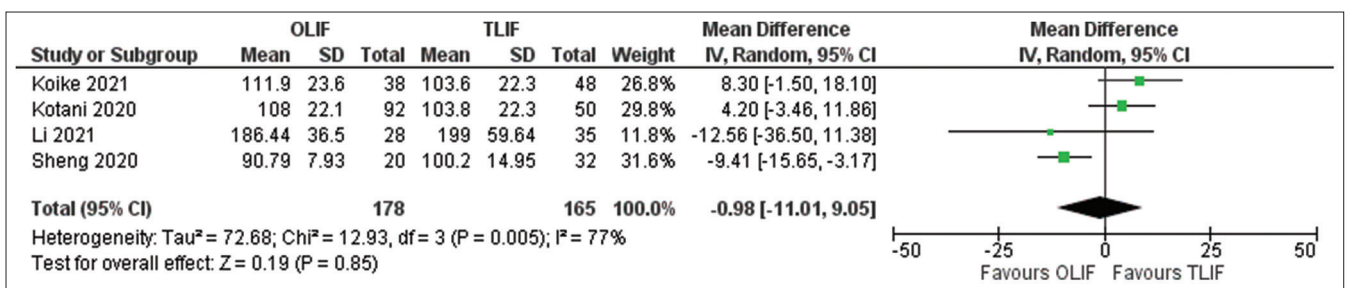 OLIF TLIF Mean Difference Mean Difference
Study or Subgroup Mean SD Total Mean SD Total Weight IV, Random, 95% CI IV, Random, 95% CI
Koike 2021 111.9 23.6 38 103.6 22.3 48 26.8% 8.30 [-1.50, 18.10]
Kotani 2020 108 22.1 92 103.8 22.3 50 29.8% 4.20 [-3.46, 11.86]
Li 2021 186.44 36.5 28 199 59.64 35 11.8% -12.56 [-36.50, 11.38]
Sheng 2020 90.79 7.93 20 100.2 14.95 32 31.6% -9.41 [-15.65, -3.17]
Total (95% CI) 178 165 100.0% -0.98 [-11.01, 9.05]
Heterogeneity: Tau² = 72.68; Chi² = 12.93, df = 3 (P = 0.005); I² = 77%
Test for overall effect: Z = 0.19 (P = 0.85)
-50 -25 0 25 50
Favours OLIF Favours TLIF